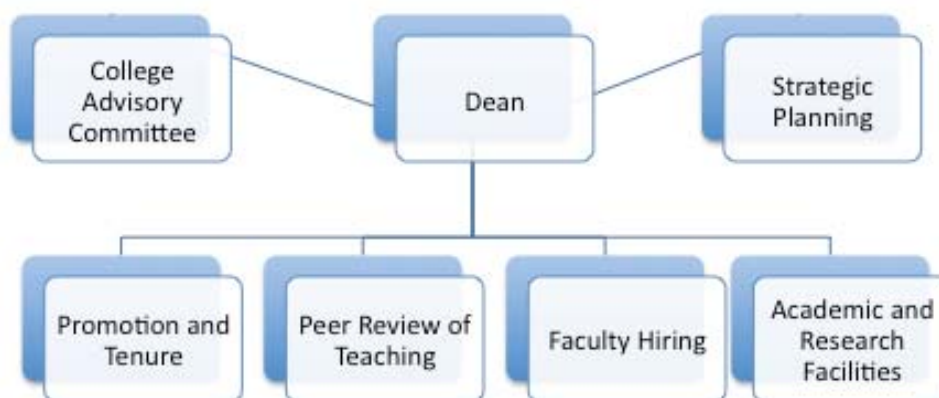 College
Advisory
Committee
Dean
Strategic
Planning
Promotion and
Tenure
Peer Review of
Teaching
Faculty Hiring
Academic and
Research
Facilities